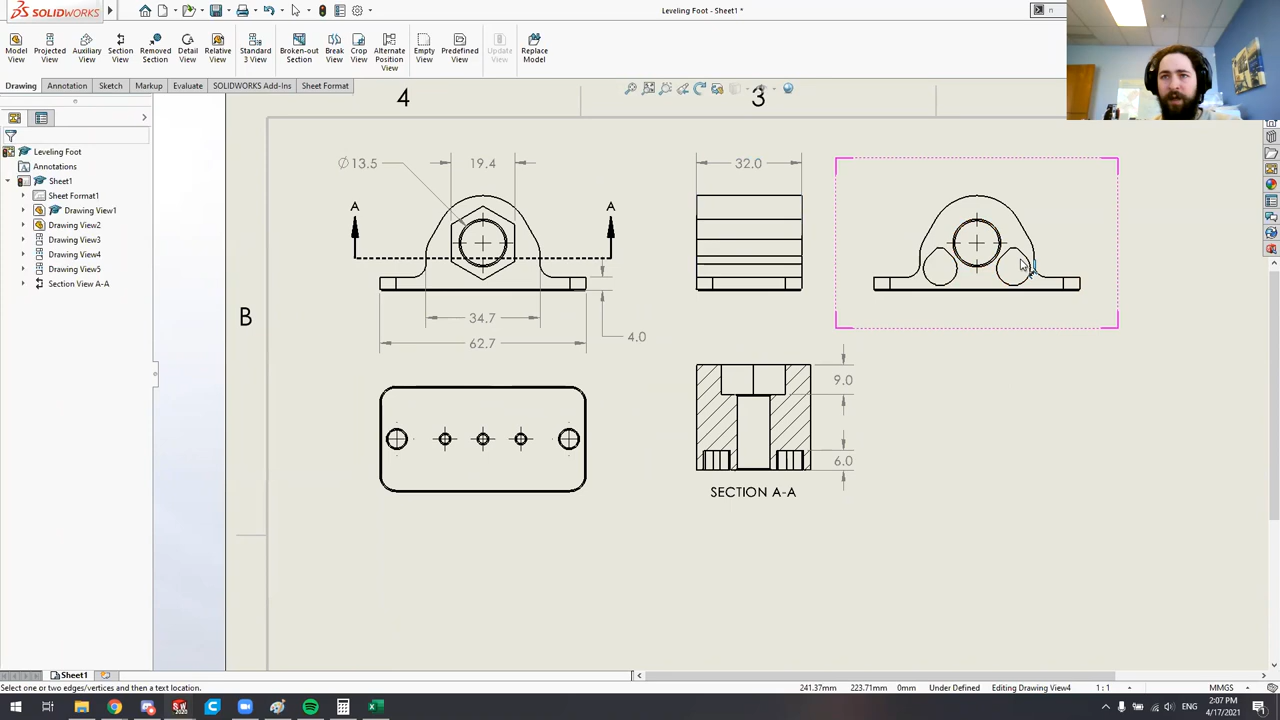 SOLIDWORKS
Leveling Foot - Sheet1 *
Model View
Projected View
Auxiliary View
Section View
Removed Section
Detail View
Relative View
Standard 3 View
Broken-out Section
Break View
Crop View
Alternate Position View
Empty View
Predefined View
Update View
Replace Model
Drawing
Annotation
Sketch
Markup
Evaluate
SOLIDWORKS Add-Ins
Sheet Format
4
3
Leveling Foot
Annotations
Sheet1
Sheet Format1
Drawing View1
Drawing View2
Drawing View3
Drawing View4
Drawing View5
Section View A-A
B
Ø13.5
19.4
32.0
A
A
34.7
62.7
4.0
9.0
6.0
SECTION A-A
Sheet1
Select one or two edges/vertices and then a text location.
241.37mm
223.71mm
0mm
Under Defined
Editing Drawing View4
1 : 1
MMGS
2:07 PM
4/17/2021